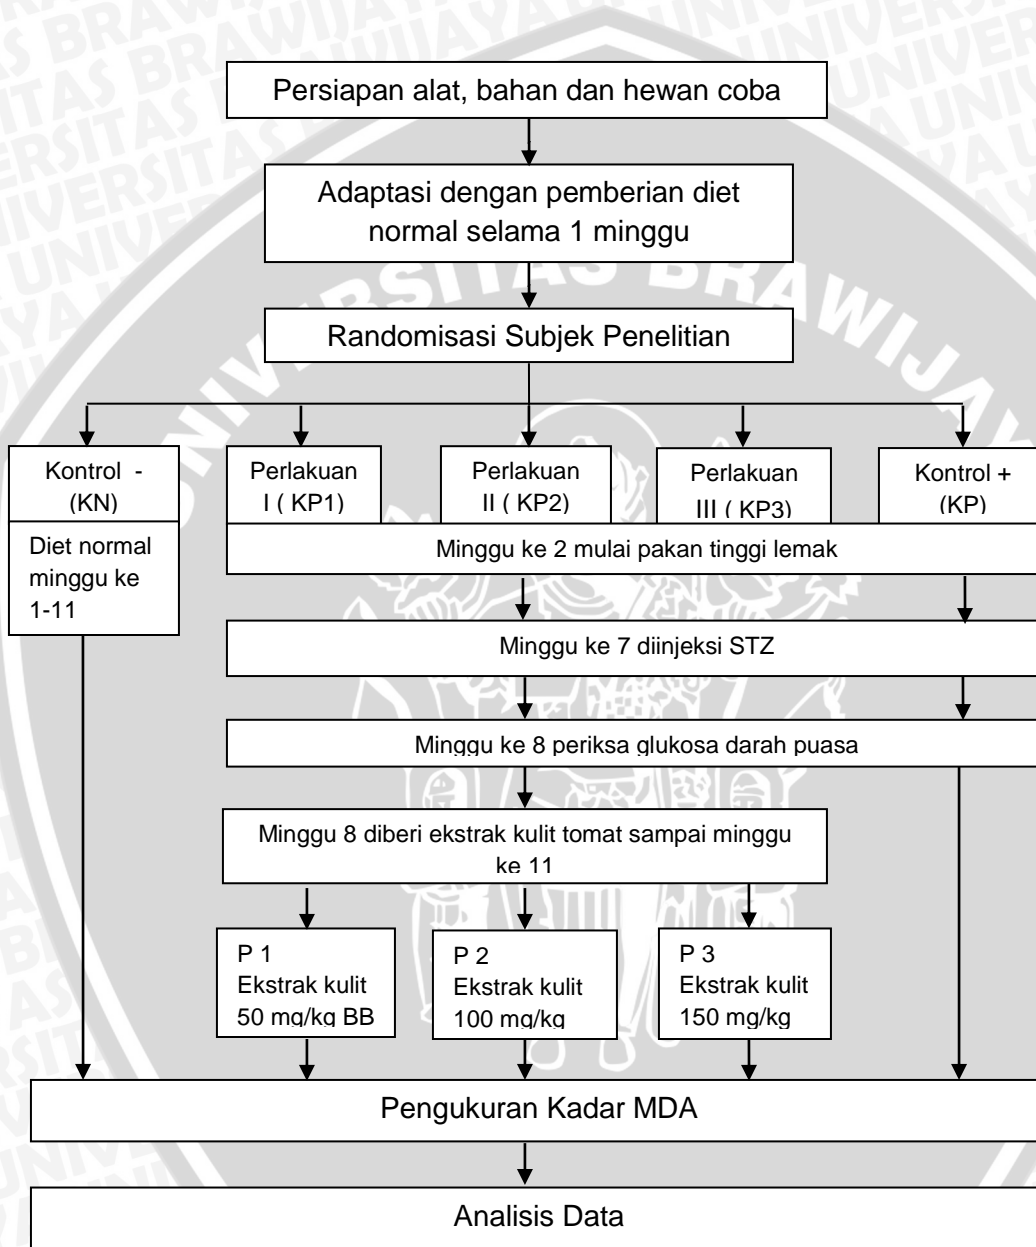 UNIVERSITAS BRAWIJAYA
Persiapan alat, bahan dan hewan coba
Adaptasi dengan pemberian diet
normal selama 1 minggu
Randomisasi Subjek Penelitian
Kontrol -
(KN)
Diet normal
minggu ke
1-11
Perlakuan
I ( KP1)
Perlakuan
II ( KP2)
Perlakuan
III ( KP3)
Kontrol +
(KP)
Minggu ke 2 mulai pakan tinggi lemak
Minggu ke 7 diinjeksi STZ
Minggu ke 8 periksa glukosa darah puasa
Minggu 8 diberi ekstrak kulit tomat sampai minggu
ke 11
P 1
Ekstrak kulit
50 mg/kg BB
P 2
Ekstrak kulit
100 mg/kg
P 3
Ekstrak kulit
150 mg/kg
Pengukuran Kadar MDA
Analisis Data